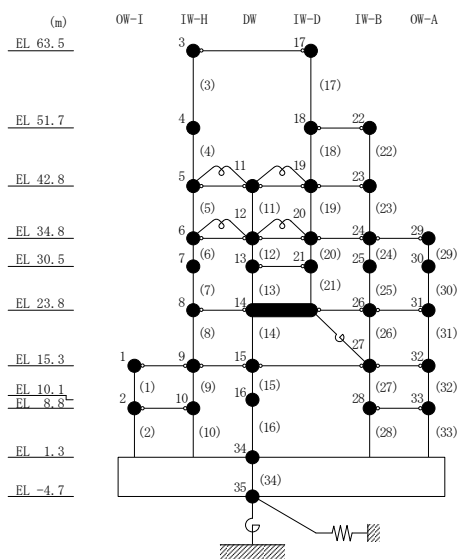 (m) OW-I IW-H DW IW-D IW-B OW-A
EL 63.5 3 17
(3) (17)
EL 51.7 4 18 22
(4) 11 19 (18) (22)
EL 42.8 5 23
(5) 12 (11) 20 (19) (23)
EL 34.8 6 24 29
(6) (12) (20) (24) (29)
EL 30.5 7 13 21 25 30
(7) (13) (21) (25) (30)
EL 23.8 8 14 26 31
(8) (14) (26) (31)
27
EL 15.3 1 9 15 32
(1) (9) (15) (27) (32)
EL 10.1 16
EL 8.8 2 10 28 33
(2) (10) (16) (28) (33)
EL 1.3 34
(34)
EL -4.7 35